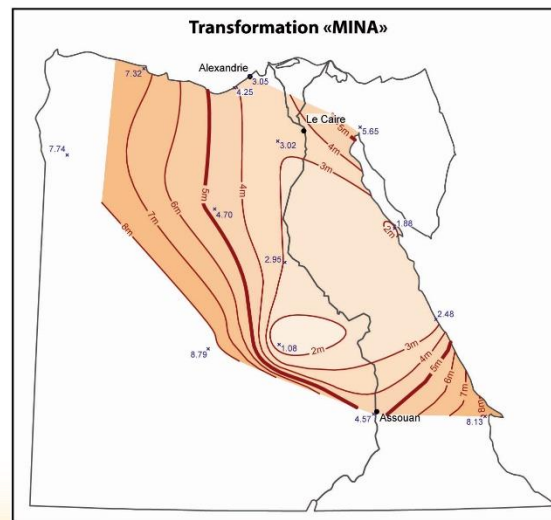 Transformation «MINA»
Alexandrie
7.32
3.05
4.25
5m
5.65
Le Caire
4m
7.74
3.02
3m
5m
4m
6m
7m
8m
4.70
1.88
2m
2.95
2.48
1.08
2m
3m
4m
5m
8.79
6m
7m
8m
4.57
Assouan
8.13